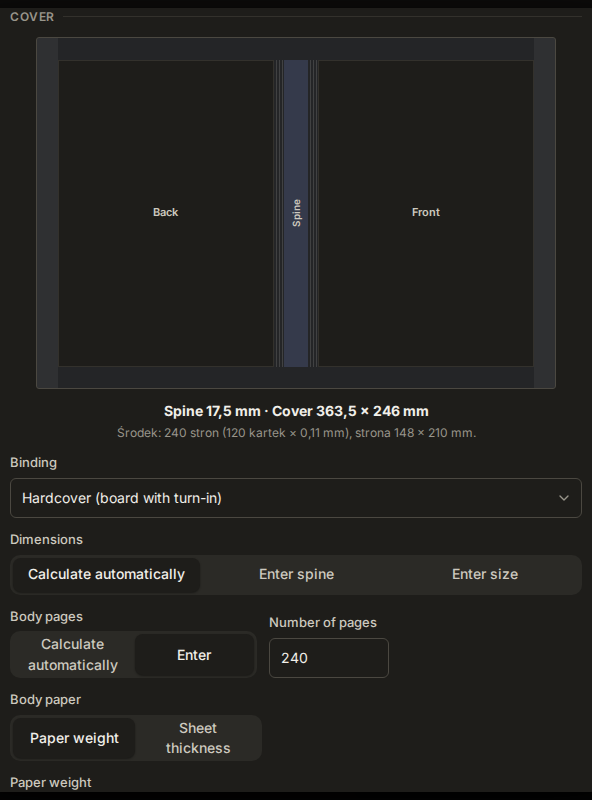 COVER
Back
Spine
Front
Spine 17,5 mm · Cover 363,5 × 246 mm
Środek: 240 stron (120 kartek × 0,11 mm), strona 148 × 210 mm.
Binding
Hardcover (board with turn-in)
Dimensions
Calculate automatically
Enter spine
Enter size
Body pages
Number of pages
Calculate
automatically
Enter
240
Body paper
Paper weight
Sheet
thickness
Paper weight